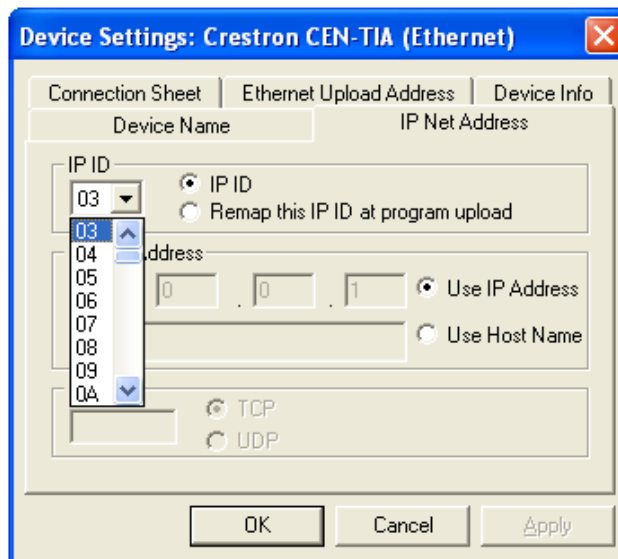 Device Settings: Crestron CEN-TIA (Ethernet)
Connection Sheet Ethernet Upload Address Device Info
Device Name IP Net Address
IP ID
03 IP ID
Remap this IP ID at program upload
03
04
05
06
07
08
09
0A
ddress
0 . 0 . 1 Use IP Address
Use Host Name
TCP
UDP
OK Cancel Apply